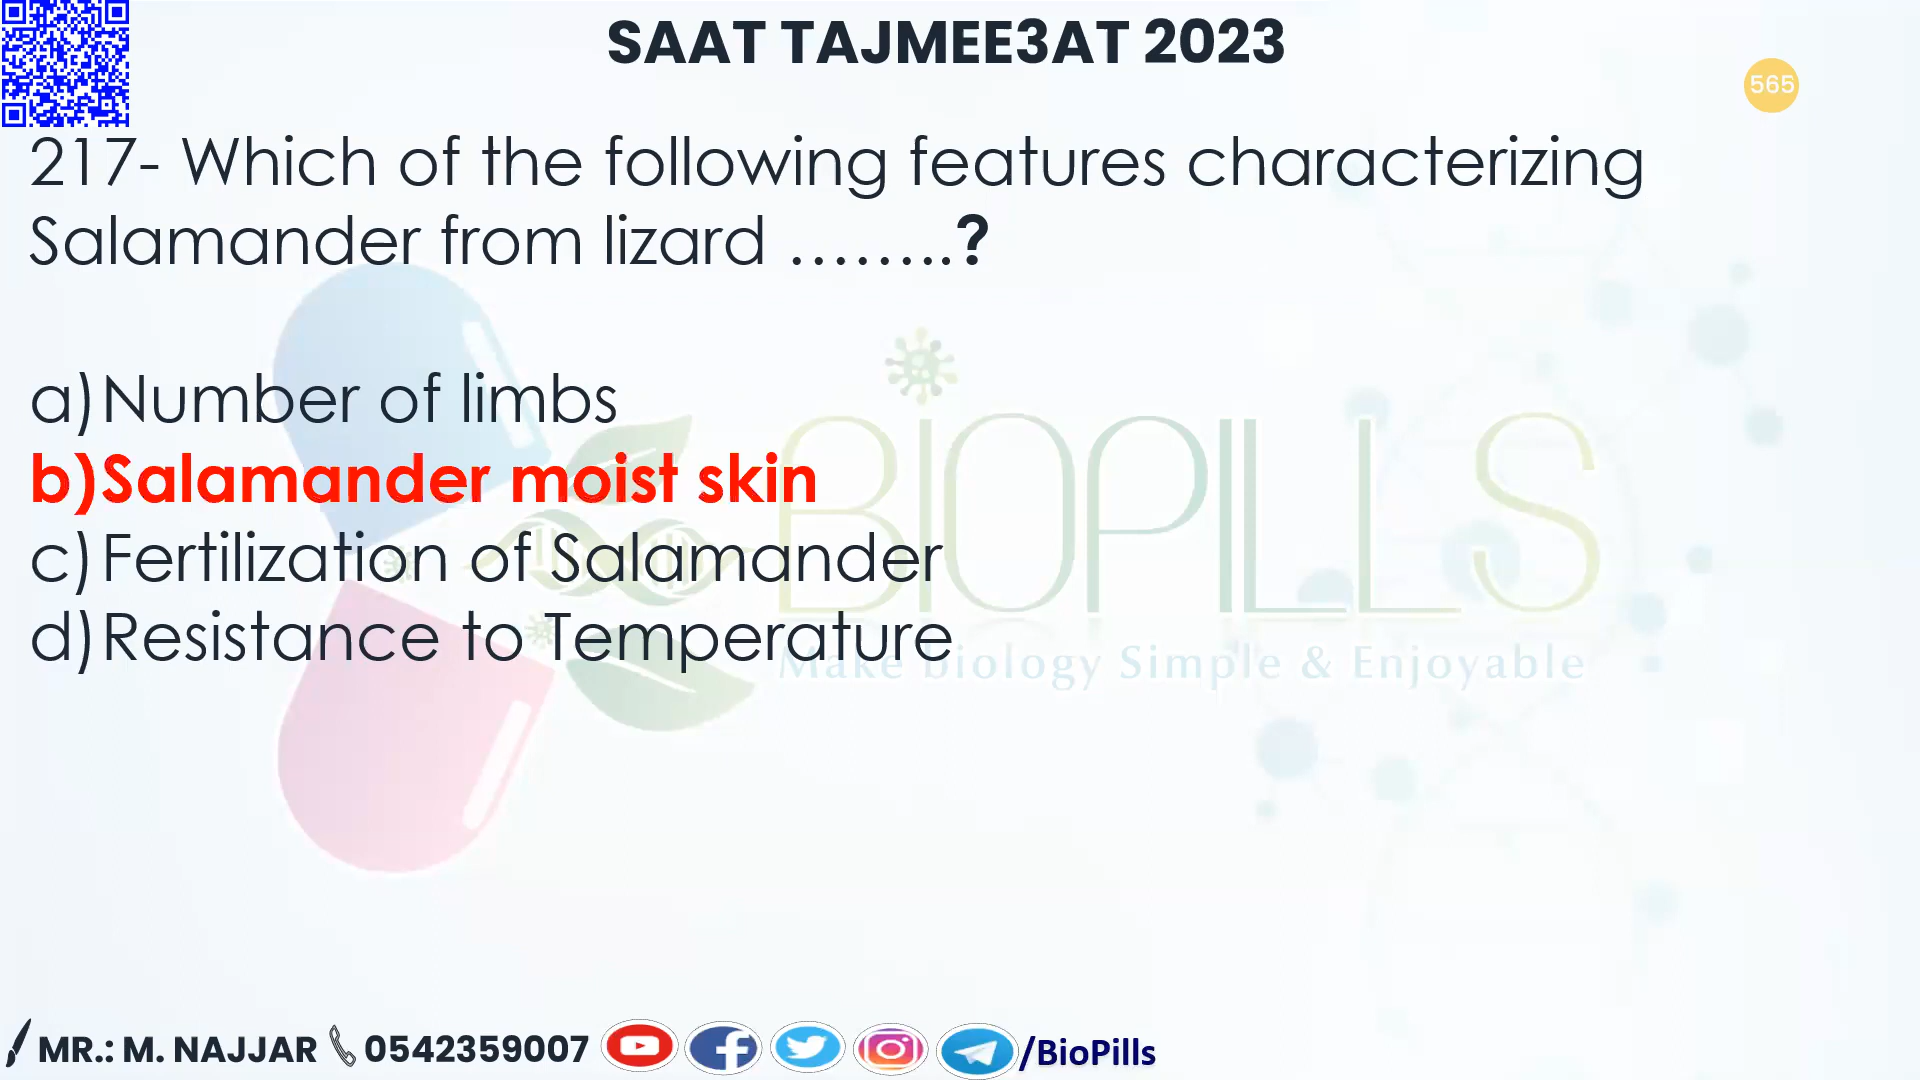 SAAT TAJMEE3AT 2023
565
217- Which of the following features characterizing
Salamander from lizard ……..?
a) Number of limbs
b) Salamander moist skin
c) Fertilization of Salamander
d) Resistance to Temperature
BIOPILLS
Make biology Simple & Enjoyable
MR.: M. NAJJAR 0542359007 /BioPills